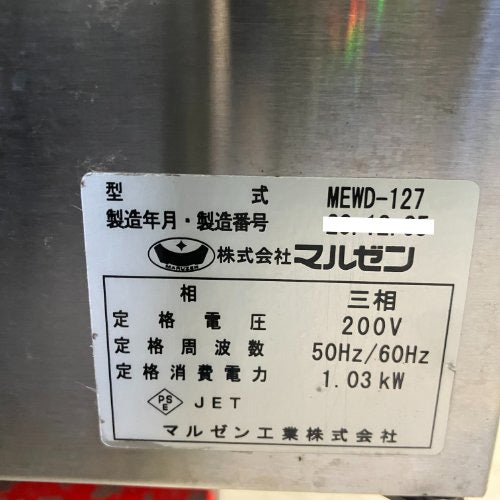 型式 MEWD-127
製造年月・製造番号
MARUZEN 株式会社マルゼン
相 三相
定格電圧 200V
定格周波数 50Hz/60Hz
定格消費電力 1.03kW
PSE JET
マルゼン工業株式会社